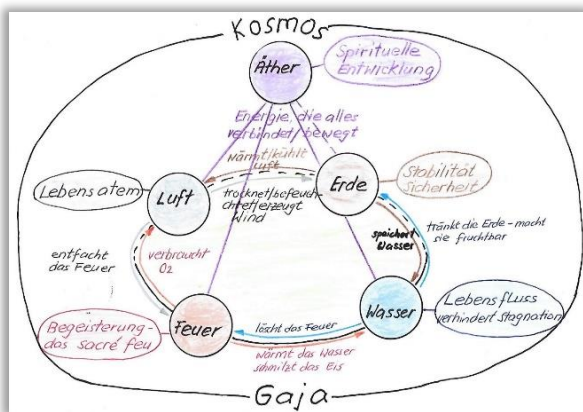 Kosmos
Äther
Spirituelle
Entwicklung
Energie, die alles
verbindet/bewegt
wärmt/kühlt
Luft
Erde
Stabilität
Sicherheit
Lebensatem
Luft
trocknet/befeuch-
erzeugt
Wind
speichert
Wasser
tränkt die Erde-macht
sie fruchtbar
entfacht
das Feuer
verbraucht
O2
Begeisterung-
das sacré feu
Feuer
löscht das Feuer
Wasser
Lebensfluss
verhindert Stagnation
wärmt das Wasser
schmilzt das Eis
Gaja